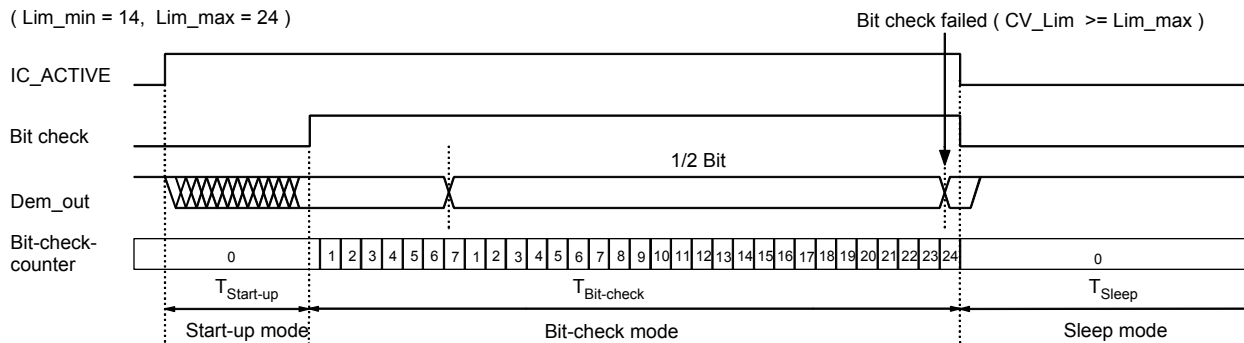 ( Lim_min = 14, Lim_max = 24 )
Bit check failed ( CV_Lim >= Lim_max )
IC_ACTIVE
Bit check
1/2 Bit
Dem_out
Bit-check-
counter
0 1 2 3 4 5 6 7 1 2 3 4 5 6 7 8 9 10 11 12 13 14 15 16 17 18 19 20 21 22 23 24 0
TStart-up TBit-check TSleep
Start-up mode Bit-check mode Sleep mode